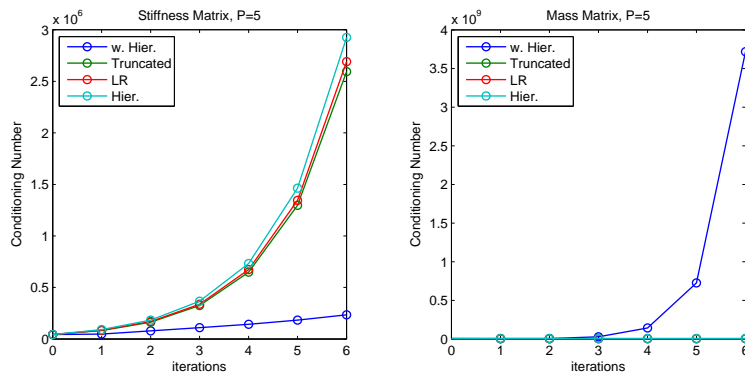 Stiffness Matrix, P=5
x 10^6
3
2.5
2
1.5
1
0.5
0
0 1 2 3 4 5 6
iterations
Conditioning Number
w. Hier.
Truncated
LR
Hier.
Mass Matrix, P=5
x 10^9
4
3.5
3
2.5
2
1.5
1
0.5
0
0 1 2 3 4 5 6
iterations
Conditioning Number
w. Hier.
Truncated
LR
Hier.